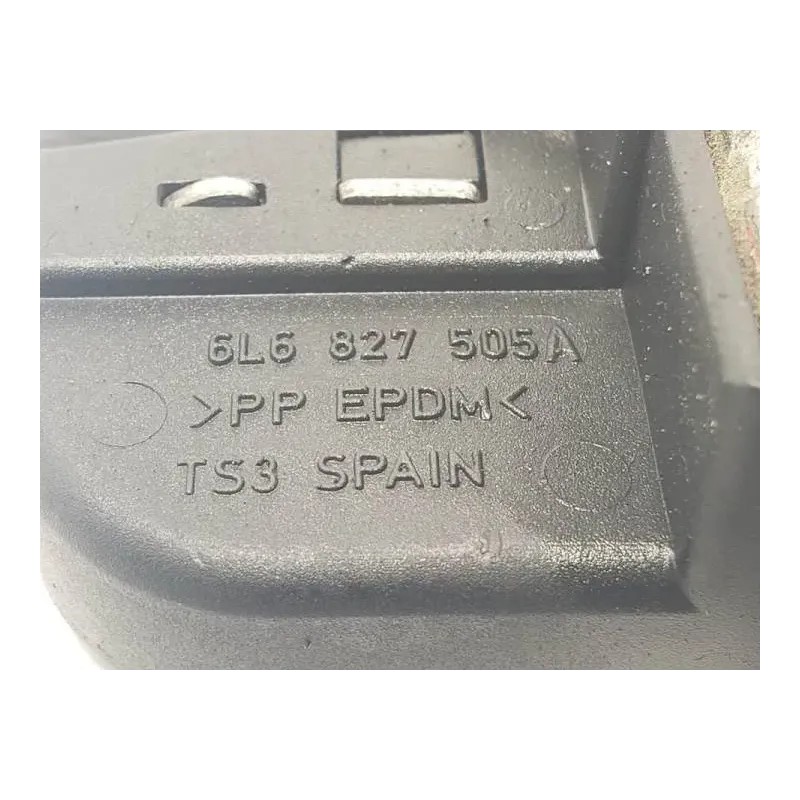 6L6 827 505A
>PP EPDM<
TS3 SPAIN